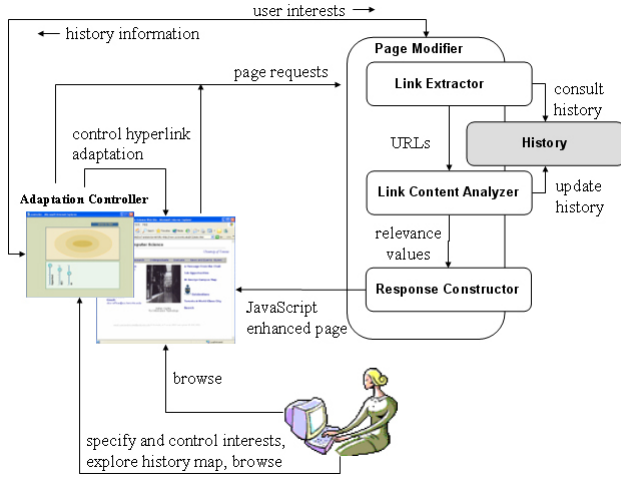 user interests
history information
Page Modifier
page requests
Link Extractor
consult
history
control hyperlink
adaptation
URLs
History
Adaptation Controller
Link Content Analyzer
update
history
relevance
values
Response Constructor
JavaScript
enhanced page
browse
specify and control interests,
explore history map, browse